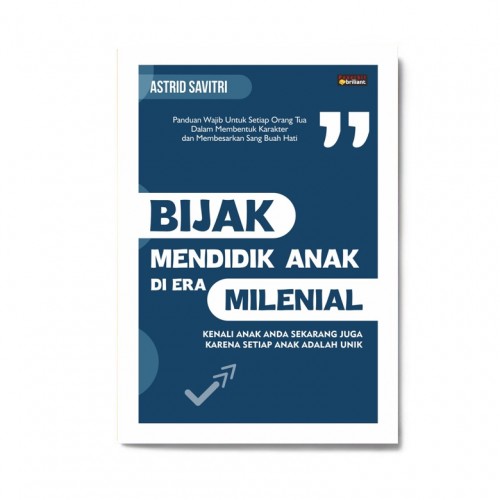 ASTRID SAVITRI
brilliant
Panduan Wajib Untuk Setiap Orang Tua
Dalam Membentuk Karakter
dan Membesarkan Sang Buah Hati
”
BIJAK
MENDIDIK ANAK
DI ERA
MILENIAL
KENALI ANAK ANDA SEKARANG JUGA
KARENA SETIAP ANAK ADALAH UNIK